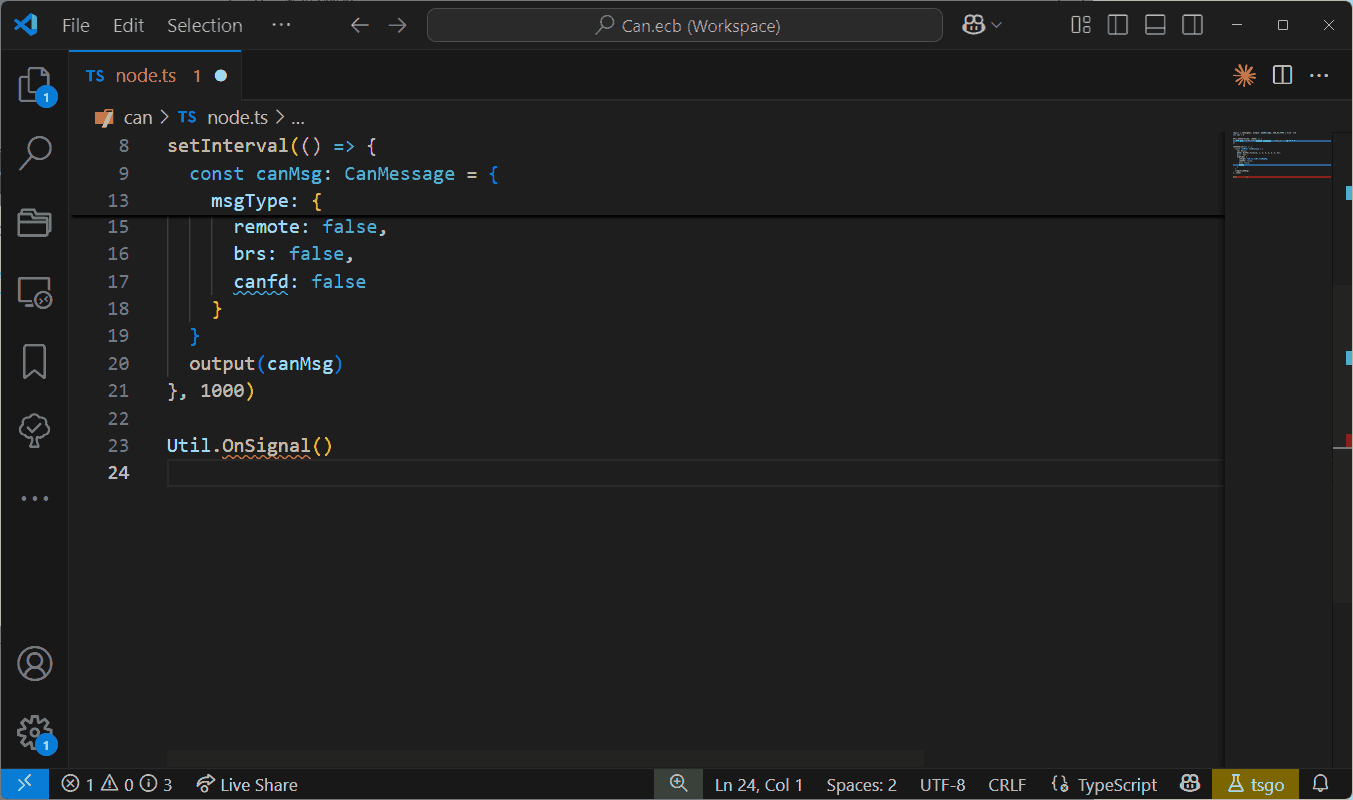 File Edit Selection ··· Can.ecb (Workspace)
TS node.ts 1
can > TS node.ts > ...
8 setInterval(() => {
9 const canMsg: CanMessage = {
13 msgType: {
15 remote: false,
16 brs: false,
17 canfd: false
18 }
19 }
20 output(canMsg)
21 }, 1000)
22
23 Util.OnSignal()
24
1
1
1 0 3 Live Share Ln 24, Col 1 Spaces: 2 UTF-8 CRLF TypeScript tsgo